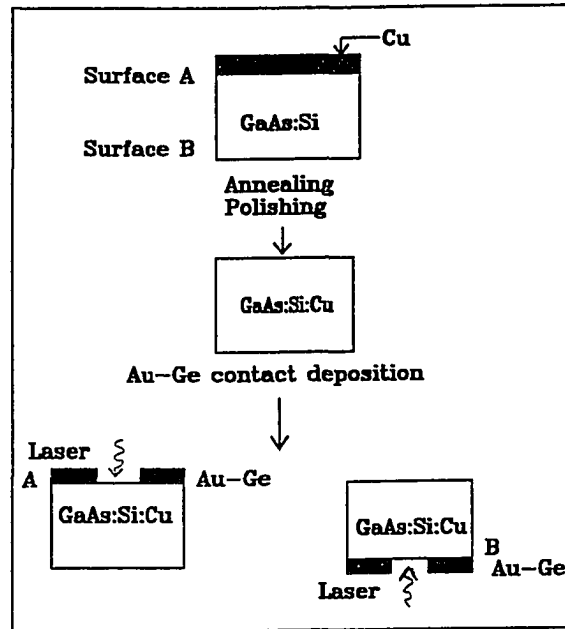 Cu
Surface A
GaAs:Si
Surface B
Annealing
Polishing
GaAs:Si:Cu
Au-Ge contact deposition
Laser
A
Au-Ge
GaAs:Si:Cu
GaAs:Si:Cu
B
Au-Ge
Laser